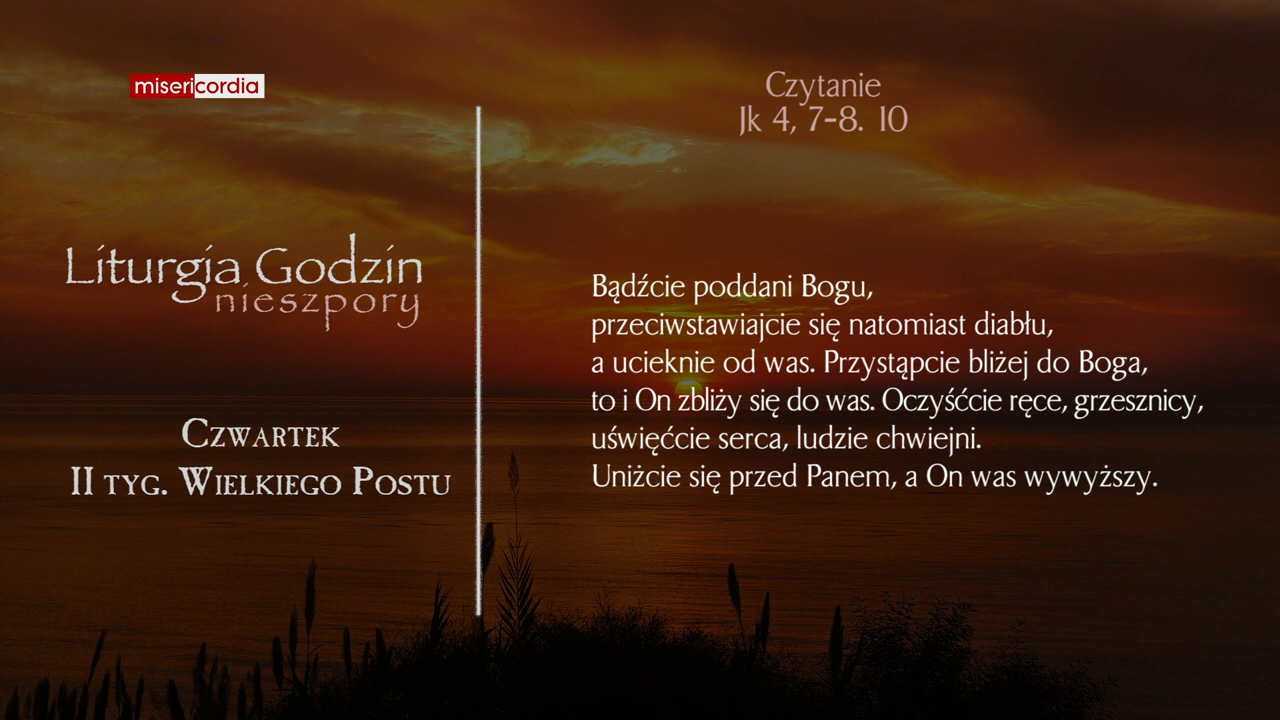 misericordia
Liturgia Godzin
nieszpory
Czwartek
II tyg. Wielkiego Postu
Czytanie
Jk 4, 7-8. 10
Bądźcie poddani Bogu,
przeciwstawiajcie się natomiast diabłu,
a ucieknie od was. Przystąpcie bliżej do Boga,
to i On zbliży się do was. Oczyśćcie ręce, grzesznicy,
uświęćcie serca, ludzie chwiejni.
Uniżcie się przed Panem, a On was wywyższy.